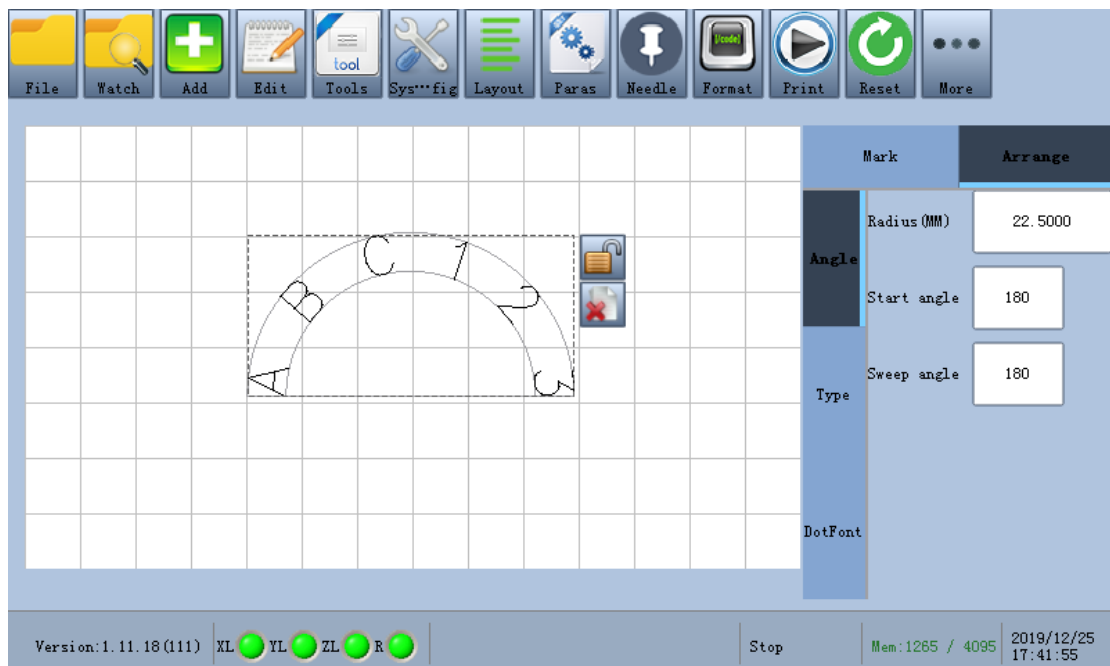 File Watch Add Edit Tools Sys···fig Layout Paras Needle Format Print Reset More
tool
[/code]
Mark Arrange
Angle
Type
DotFont
Radius(MM) 22.5000
Start angle 180
Sweep angle 180
ABC123
Version:1.11.18(111) XL YL ZL R Stop Mem:1265 / 4095 2019/12/25
17:41:55